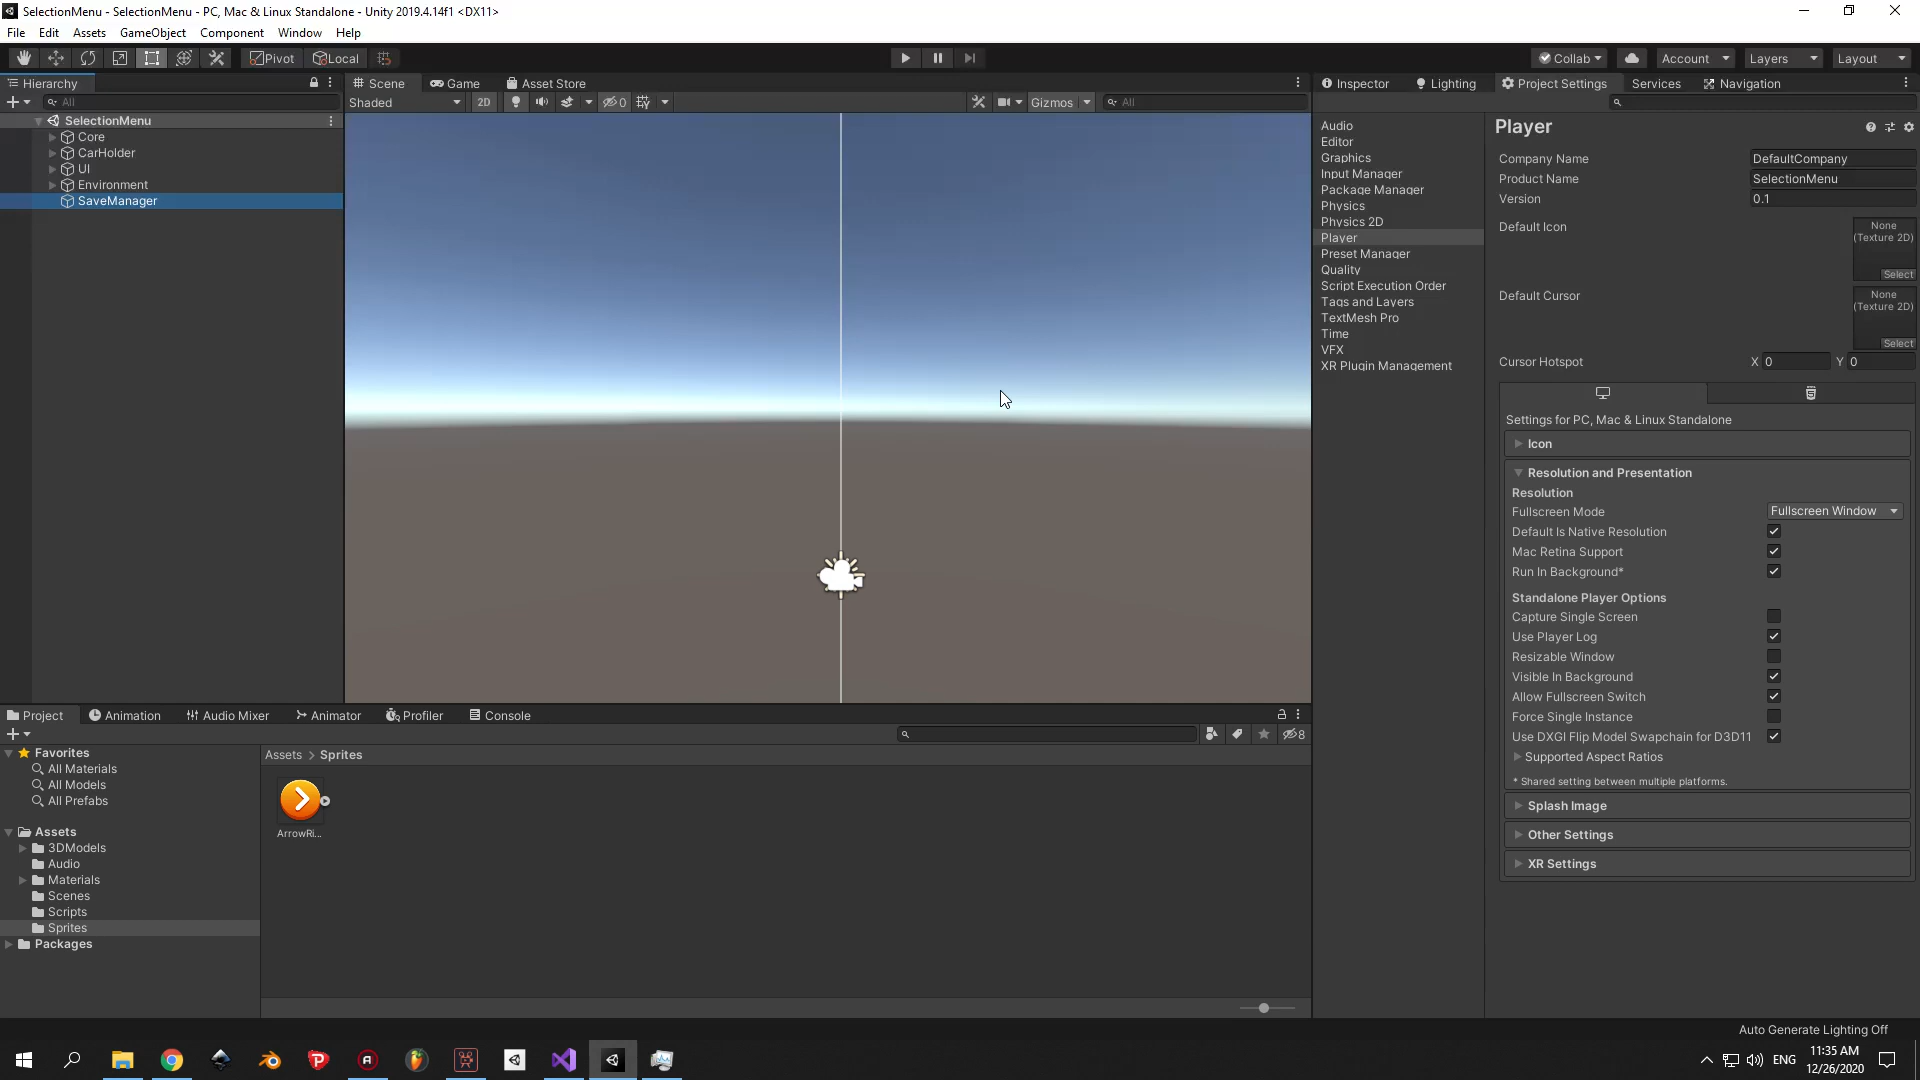 SelectionMenu - SelectionMenu - PC, Mac & Linux Standalone - Unity 2019.4.14f1 <DX11>
File Edit Assets GameObject Component Window Help
Pivot Local Collab Account Layers Layout
Hierarchy
All
SelectionMenu
Core
CarHolder
UI
Environment
SaveManager
Scene Game Asset Store
Shaded 2D 0 Gizmos All
Inspector Lighting Project Settings Services Navigation
Audio
Editor
Graphics
Input Manager
Package Manager
Physics
Physics 2D
Player
Preset Manager
Quality
Script Execution Order
Tags and Layers
TextMesh Pro
Time
VFX
XR Plugin Management
Player
Company Name DefaultCompany
Product Name SelectionMenu
Version 0.1
Default Icon
None
(Texture 2D)
Select
Default Cursor
None
(Texture 2D)
Select
Cursor Hotspot X 0 Y 0
Settings for PC, Mac & Linux Standalone
Icon
Resolution and Presentation
Resolution
Fullscreen Mode Fullscreen Window
Default Is Native Resolution
Mac Retina Support
Run In Background*
Standalone Player Options
Capture Single Screen
Use Player Log
Resizable Window
Visible In Background
Allow Fullscreen Switch
Force Single Instance
Use DXGI Flip Model Swapchain for D3D11
Supported Aspect Ratios
* Shared setting between multiple platforms.
Splash Image
Other Settings
XR Settings
Project Animation Audio Mixer Animator Profiler Console
8
Favorites
All Materials
All Models
All Prefabs
Assets
3DModels
Audio
Materials
Scenes
Scripts
Sprites
Packages
Assets > Sprites
ArrowRi...
Auto Generate Lighting Off
ENG
11:35 AM
12/26/2020